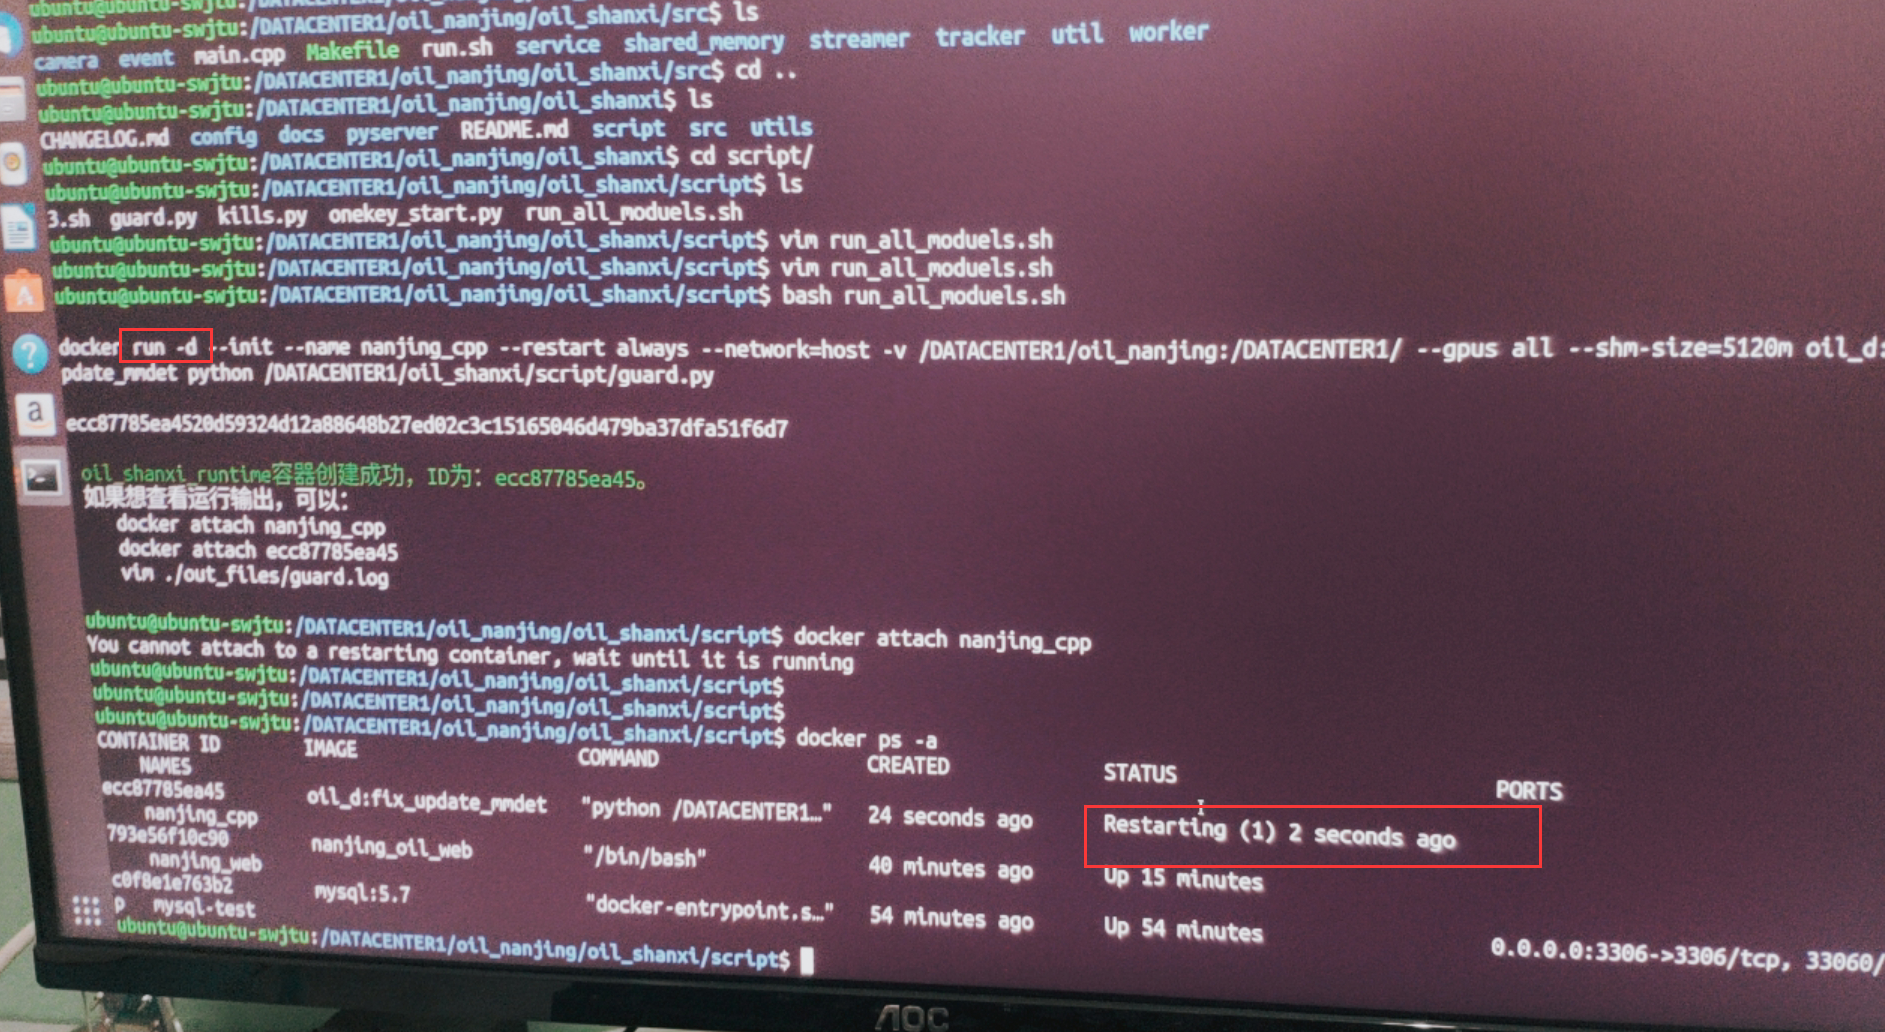 ubuntu@ubuntu-swjtu:/DATACENTER1/oil_nanjing/oil_shanxi/src$ ls
camera event main.cpp Makefile run.sh service shared_memory streamer tracker util worker
ubuntu@ubuntu-swjtu:/DATACENTER1/oil_nanjing/oil_shanxi/src$ cd ..
ubuntu@ubuntu-swjtu:/DATACENTER1/oil_nanjing/oil_shanxi$ ls
CHANGELOG.md config docs pyserver README.md script src utils
ubuntu@ubuntu-swjtu:/DATACENTER1/oil_nanjing/oil_shanxi$ cd script/
ubuntu@ubuntu-swjtu:/DATACENTER1/oil_nanjing/oil_shanxi/script$ ls
3.sh guard.py kills.py onekey_start.py run_all_moduels.sh
ubuntu@ubuntu-swjtu:/DATACENTER1/oil_nanjing/oil_shanxi/script$ vim run_all_moduels.sh
ubuntu@ubuntu-swjtu:/DATACENTER1/oil_nanjing/oil_shanxi/script$ vim run_all_moduels.sh
ubuntu@ubuntu-swjtu:/DATACENTER1/oil_nanjing/oil_shanxi/script$ bash run_all_moduels.sh
docker run -d --init --name nanjing_cpp --restart always --network=host -v /DATACENTER1/oil_nanjing:/DATACENTER1/ --gpus all --shm-size=5120m oil_d:
pdate_mmdet python /DATACENTER1/oil_shanxi/script/guard.py
ecc87785ea4520d59324d12a88648b27ed02c3c15165046d479ba37dfa51f6d7
oil_shanxi_runtime容器创建成功，ID为：ecc87785ea45。
如果想查看运行输出，可以：
docker attach nanjing_cpp
docker attach ecc87785ea45
vim ./out_files/guard.log
ubuntu@ubuntu-swjtu:/DATACENTER1/oil_nanjing/oil_shanxi/script$ docker attach nanjing_cpp
You cannot attach to a restarting container, wait until it is running
ubuntu@ubuntu-swjtu:/DATACENTER1/oil_nanjing/oil_shanxi/script$
ubuntu@ubuntu-swjtu:/DATACENTER1/oil_nanjing/oil_shanxi/script$
ubuntu@ubuntu-swjtu:/DATACENTER1/oil_nanjing/oil_shanxi/script$ docker ps -a
CONTAINER ID IMAGE COMMAND CREATED STATUS PORTS
NAMES
ecc87785ea45 oil_d:fix_update_mmdet "python /DATACENTER1…" 24 seconds ago Restarting (1) 2 seconds ago
nanjing_cpp
793e56f10c90 nanjing_oil_web "/bin/bash" 40 minutes ago Up 15 minutes
nanjing_web
c0f8e1e763b2 mysql:5.7 "docker-entrypoint.s…" 54 minutes ago Up 54 minutes 0.0.0.0:3306->3306/tcp, 33060/
p mysql-test
ubuntu@ubuntu-swjtu:/DATACENTER1/oil_nanjing/oil_shanxi/script$
AOC